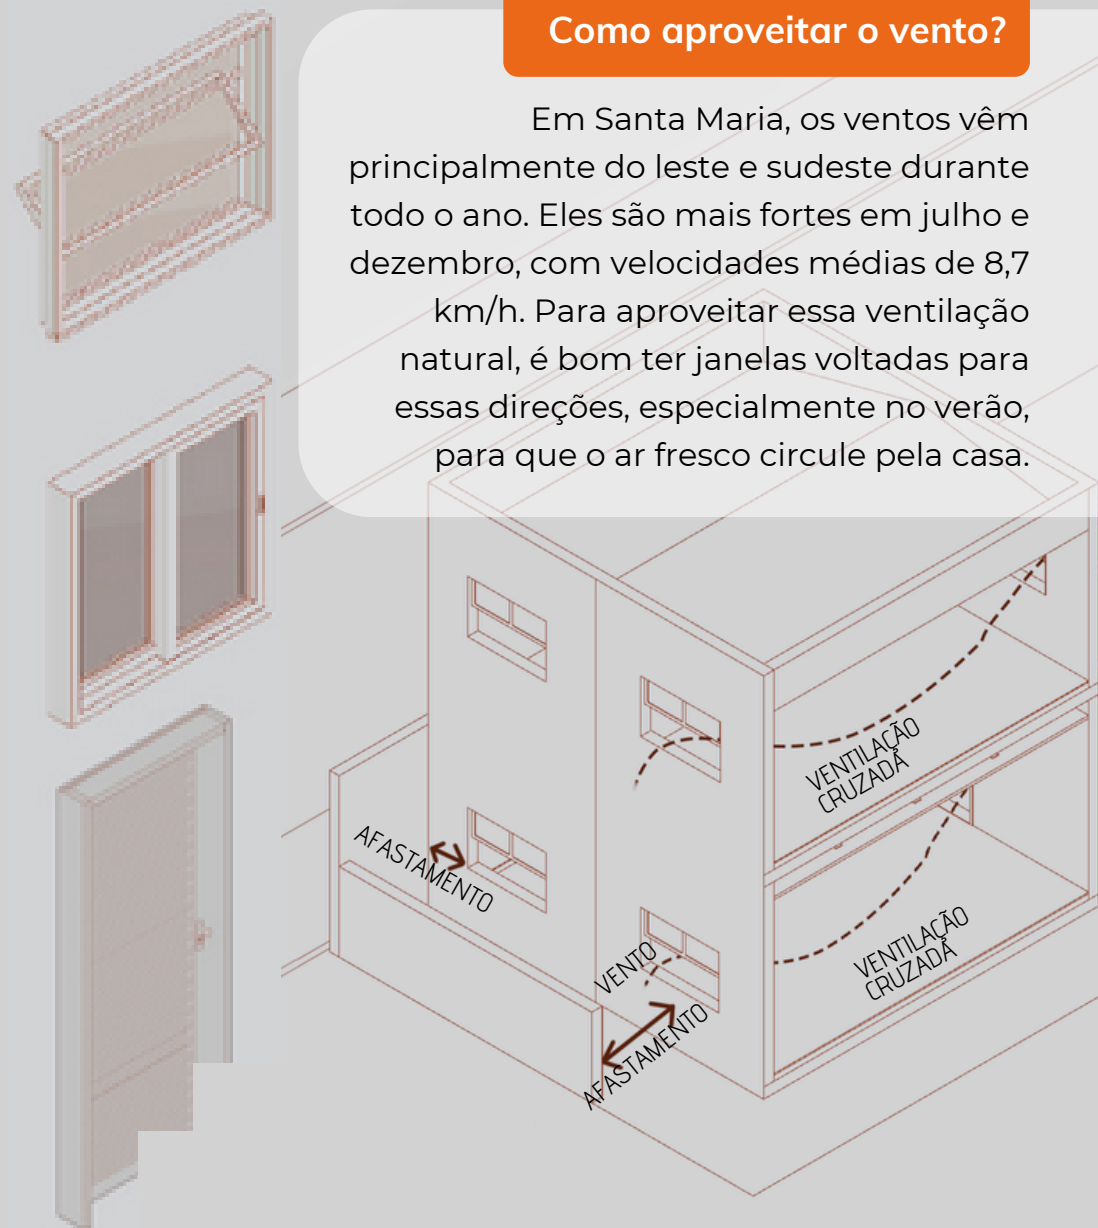 Como aproveitar o vento?
Em Santa Maria, os ventos vêm
principalmente do leste e sudeste durante
todo o ano. Eles são mais fortes em julho e
dezembro, com velocidades médias de 8,7
km/h. Para aproveitar essa ventilação
natural, é bom ter janelas voltadas para
essas direções, especialmente no verão,
para que o ar fresco circule pela casa.
VENTILAÇÃO
CRUZADA
AFASTAMENTO
VENTILAÇÃO
CRUZADA
VENTO
AFASTAMENTO